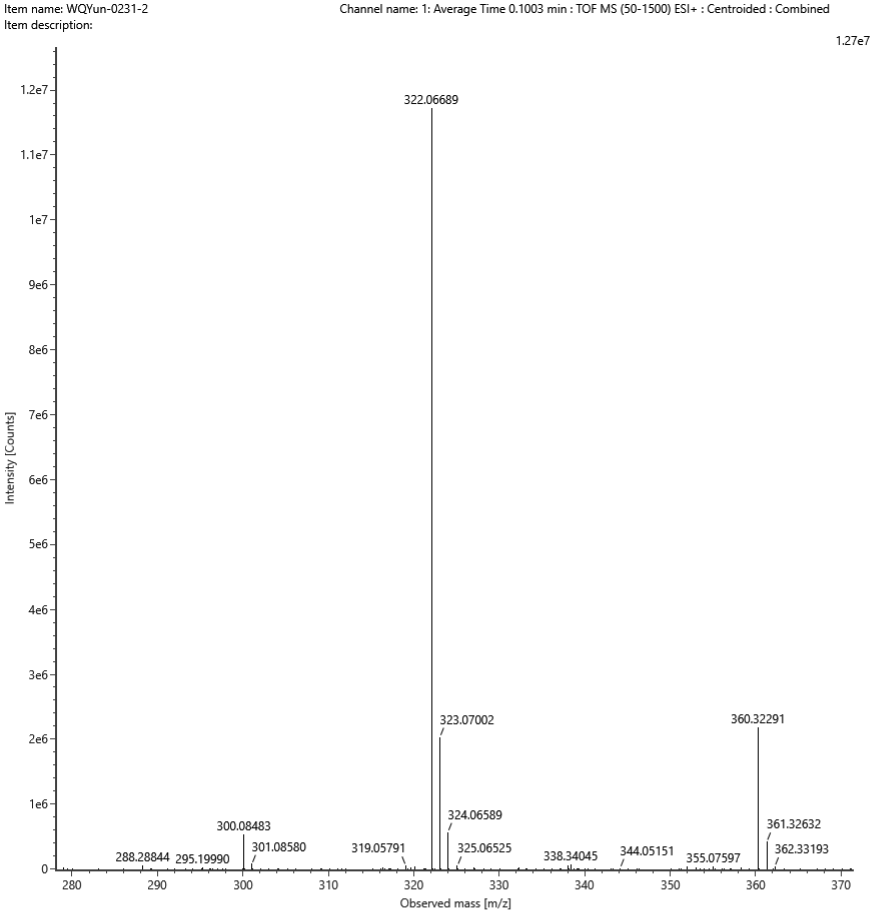 Item name: WQYun-0231-2
Channel name: 1: Average Time 0.1003 min : TOF MS (50-1500) ESI+ : Centroided : Combined
Item description:
1.27e7
1.2e7
322.06689
1.1e7
1e7
9e6
8e6
7e6
Intensity [Counts]
6e6
5e6
4e6
3e6
2e6
323.07002
360.32291
1e6
300.08483
324.06589
361.32632
288.28844
295.19990
301.08580
319.05791
325.06525
338.34045
344.05151
355.07597
362.33193
0
280
290
300
310
320
330
340
350
360
370
Observed mass [m/z]